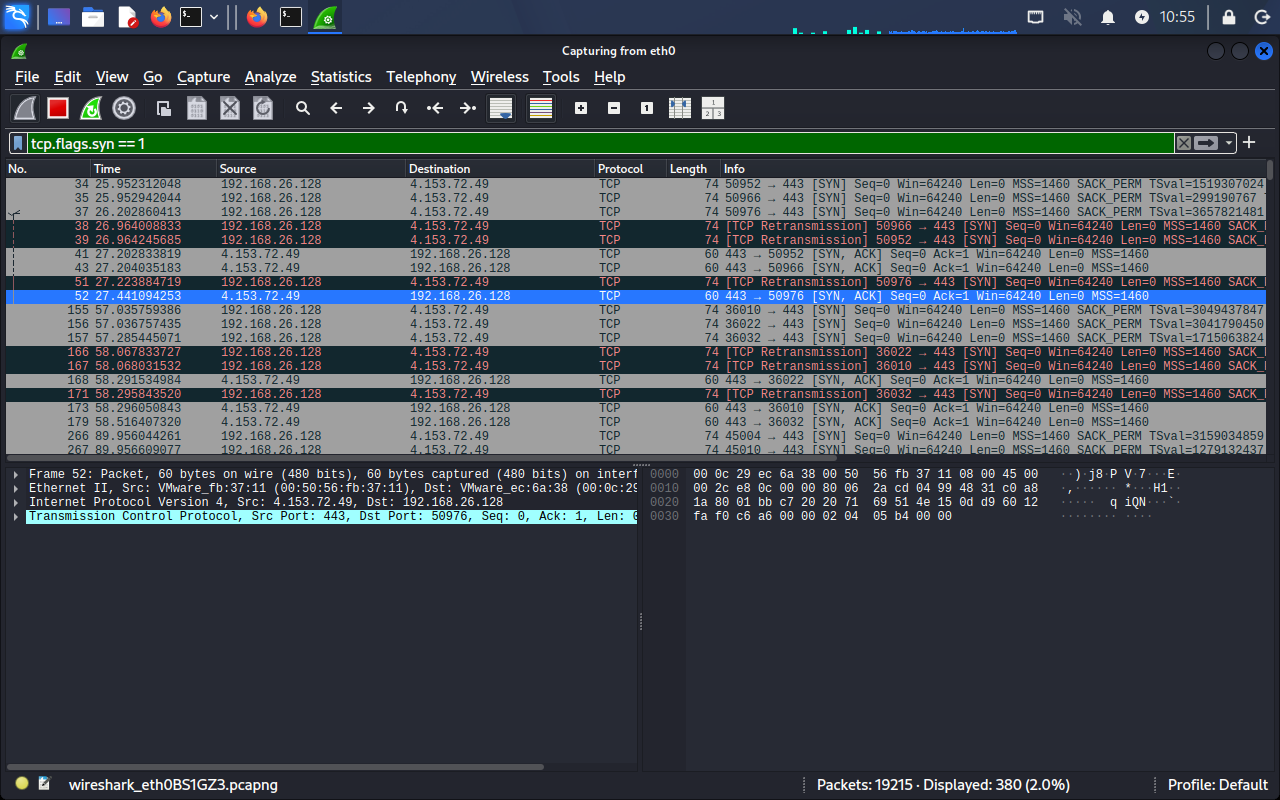 10:55
Capturing from eth0
File Edit View Go Capture Analyze Statistics Telephony Wireless Tools Help
tcp.flags.syn == 1
No. Time Source Destination Protocol Length Info
34 25.952312048 192.168.26.128 4.153.72.49 TCP 74 50952 → 443 [SYN] Seq=0 Win=64240 Len=0 MSS=1460 SACK_PERM TSval=1519307024
35 25.952942044 192.168.26.128 4.153.72.49 TCP 74 50966 → 443 [SYN] Seq=0 Win=64240 Len=0 MSS=1460 SACK_PERM TSval=299190767
37 26.202860413 192.168.26.128 4.153.72.49 TCP 74 50976 → 443 [SYN] Seq=0 Win=64240 Len=0 MSS=1460 SACK_PERM TSval=3657821481
38 26.964008833 192.168.26.128 4.153.72.49 TCP 74 [TCP Retransmission] 50966 → 443 [SYN] Seq=0 Win=64240 Len=0 MSS=1460 SACK_
39 26.964245685 192.168.26.128 4.153.72.49 TCP 74 [TCP Retransmission] 50952 → 443 [SYN] Seq=0 Win=64240 Len=0 MSS=1460 SACK_
41 27.202833819 4.153.72.49 192.168.26.128 TCP 60 443 → 50952 [SYN, ACK] Seq=0 Ack=1 Win=64240 Len=0 MSS=1460
43 27.204035183 4.153.72.49 192.168.26.128 TCP 60 443 → 50966 [SYN, ACK] Seq=0 Ack=1 Win=64240 Len=0 MSS=1460
51 27.223884719 192.168.26.128 4.153.72.49 TCP 74 [TCP Retransmission] 50976 → 443 [SYN] Seq=0 Win=64240 Len=0 MSS=1460 SACK_
52 27.441094253 4.153.72.49 192.168.26.128 TCP 60 443 → 50976 [SYN, ACK] Seq=0 Ack=1 Win=64240 Len=0 MSS=1460
155 57.035759386 192.168.26.128 4.153.72.49 TCP 74 36010 → 443 [SYN] Seq=0 Win=64240 Len=0 MSS=1460 SACK_PERM TSval=3049437847
156 57.036757435 192.168.26.128 4.153.72.49 TCP 74 36022 → 443 [SYN] Seq=0 Win=64240 Len=0 MSS=1460 SACK_PERM TSval=3041790450
157 57.285445071 192.168.26.128 4.153.72.49 TCP 74 36032 → 443 [SYN] Seq=0 Win=64240 Len=0 MSS=1460 SACK_PERM TSval=1715063824
166 58.067833727 192.168.26.128 4.153.72.49 TCP 74 [TCP Retransmission] 36022 → 443 [SYN] Seq=0 Win=64240 Len=0 MSS=1460 SACK_
167 58.068031532 192.168.26.128 4.153.72.49 TCP 74 [TCP Retransmission] 36010 → 443 [SYN] Seq=0 Win=64240 Len=0 MSS=1460 SACK_
168 58.291534984 4.153.72.49 192.168.26.128 TCP 60 443 → 36022 [SYN, ACK] Seq=0 Ack=1 Win=64240 Len=0 MSS=1460
171 58.295843520 192.168.26.128 4.153.72.49 TCP 74 [TCP Retransmission] 36032 → 443 [SYN] Seq=0 Win=64240 Len=0 MSS=1460 SACK_
173 58.296050843 4.153.72.49 192.168.26.128 TCP 60 443 → 36010 [SYN, ACK] Seq=0 Ack=1 Win=64240 Len=0 MSS=1460
179 58.516407320 4.153.72.49 192.168.26.128 TCP 60 443 → 36032 [SYN, ACK] Seq=0 Ack=1 Win=64240 Len=0 MSS=1460
266 89.956044261 192.168.26.128 4.153.72.49 TCP 74 45004 → 443 [SYN] Seq=0 Win=64240 Len=0 MSS=1460 SACK_PERM TSval=3159034859
267 89.956609077 192.168.26.128 4.153.72.49 TCP 74 45010 → 443 [SYN] Seq=0 Win=64240 Len=0 MSS=1460 SACK_PERM TSval=1279132437
Frame 52: Packet, 60 bytes on wire (480 bits), 60 bytes captured (480 bits) on interf
Ethernet II, Src: VMware_fb:37:11 (00:50:56:fb:37:11), Dst: VMware_ec:6a:38 (00:0c:29
Internet Protocol Version 4, Src: 4.153.72.49, Dst: 192.168.26.128
Transmission Control Protocol, Src Port: 443, Dst Port: 50976, Seq: 0, Ack: 1, Len: 0
0000 00 0c 29 ec 6a 38 00 50 56 fb 37 11 08 00 45 00 ··)·j8·P V·7···E·
0010 00 2c e8 0c 00 00 80 06 2a cd 04 99 48 31 c0 a8 ·,······ *···H1··
0020 1a 80 01 bb c7 20 20 71 69 51 4e 15 0d d9 60 12 ·····  q iQN···`·
0030 fa f0 c6 a6 00 00 02 04 05 b4 00 00 ········ ····
wireshark_eth0BS1GZ3.pcapng
Packets: 19215 · Displayed: 380 (2.0%)
Profile: Default